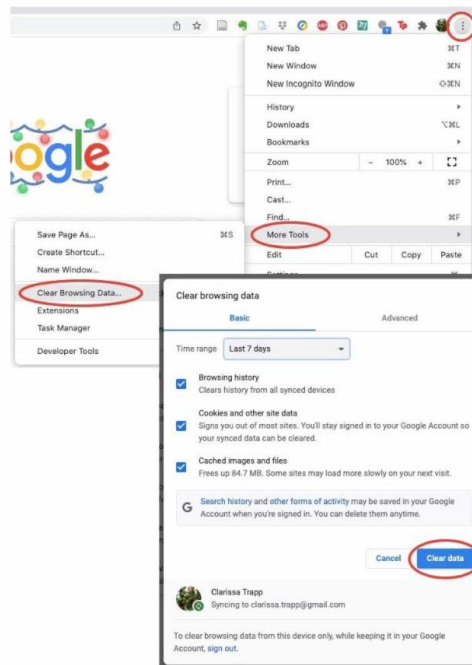 ogle
New Tab ⌘T
New Window ⌘N
New Incognito Window ⇧⌘N
History
Downloads ⌥⌘L
Bookmarks
Zoom - 100% +
Print... ⌘P
Cast...
Find... ⌘F
More Tools
Edit Cut Copy Paste
Save Page As... ⌘S
Create Shortcut...
Name Window...
Clear Browsing Data...
Extensions
Task Manager
Developer Tools
Clear browsing data
Basic Advanced
Time range Last 7 days
Browsing history
Clears history from all synced devices
Cookies and other site data
Signs you out of most sites. You'll stay signed in to your Google Account so
your synced data can be cleared.
Cached images and files
Frees up 84.7 MB. Some sites may load more slowly on your next visit.
G Search history and other forms of activity may be saved in your Google
Account when you're signed in. You can delete them anytime.
Cancel Clear data
Clarissa Trapp
Syncing to clarissa.trapp@gmail.com
To clear browsing data from this device only, while keeping it in your Google
Account, sign out.